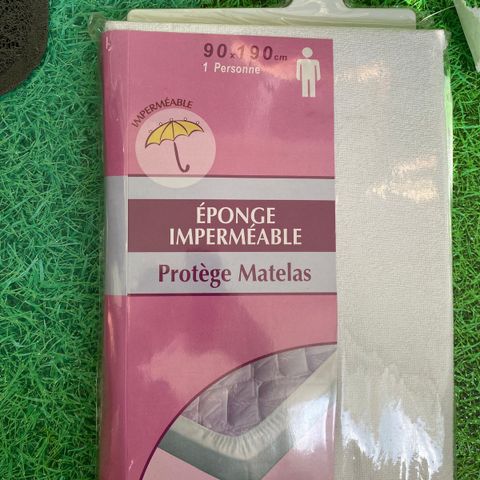 90x190cm
1 Personne
IMPERMÉABLE
ÉPONGE
IMPERMÉABLE
Protège Matelas